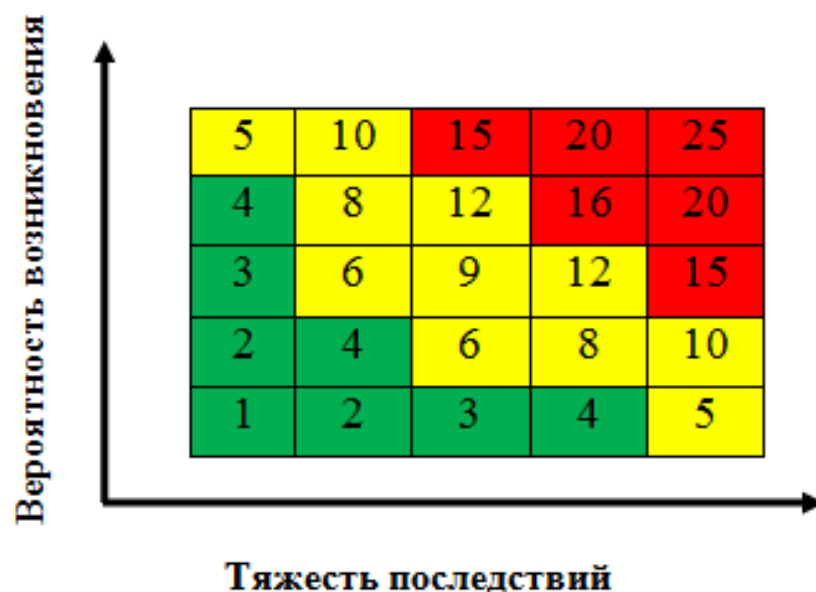 Вероятность возникновения
5 10 15 20 25
4 8 12 16 20
3 6 9 12 15
2 4 6 8 10
1 2 3 4 5
Тяжесть последствий